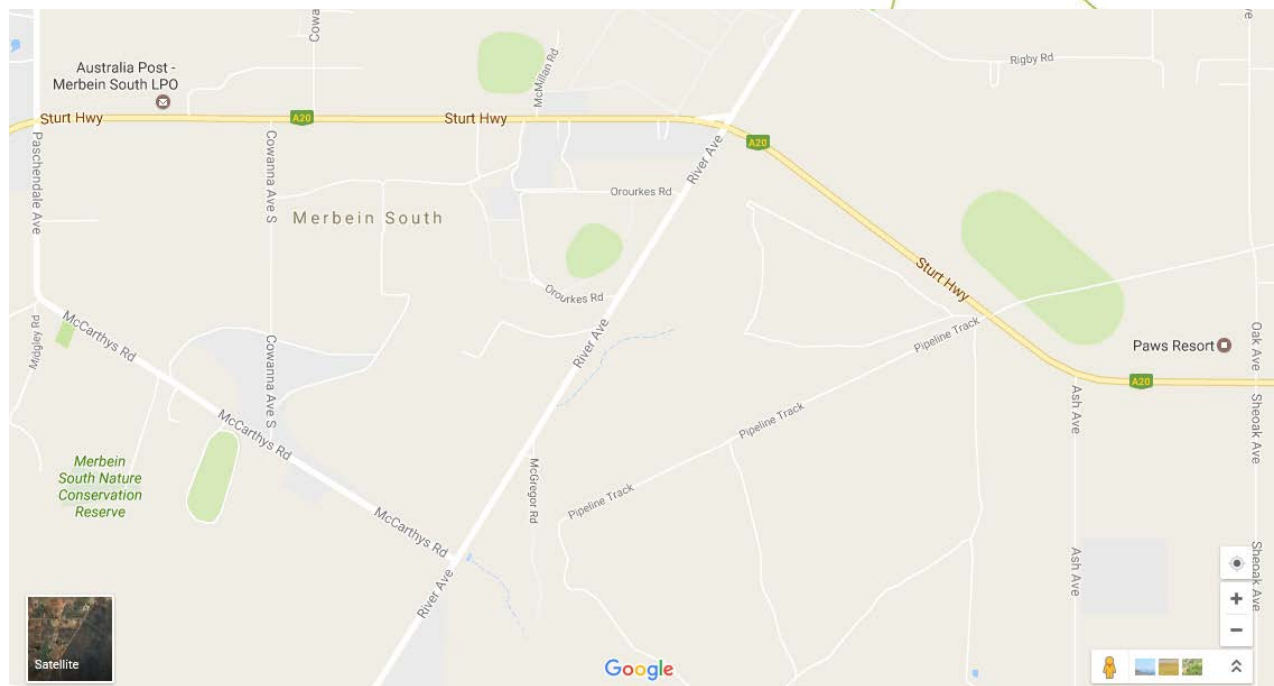 Cowa
e
Ave
McMillan Rd
Rigby Rd
Australia Post -
Merbein South LPO
Sturt Hwy
A20
Sturt Hwy
A20
Paschendale Ave
Cowanna Ave S
River Ave
Orourkes Rd
Merbein South
Sturt Hwy
Orourkes Rd
McCarthys Rd
Midgley Rd
River Ave
Pipeline Track
Paws Resort
Oak Ave
A20
Cowanna Ave S
Ash Ave
Sheoak Ave
McCarthys Rd
Pipeline Track
Merbein
South Nature
Conservation
Reserve
McGregor Rd
Pipeline Track
McCarthys Rd
River Ave
Ash Ave
Sheoak Ave
Satellite
Google